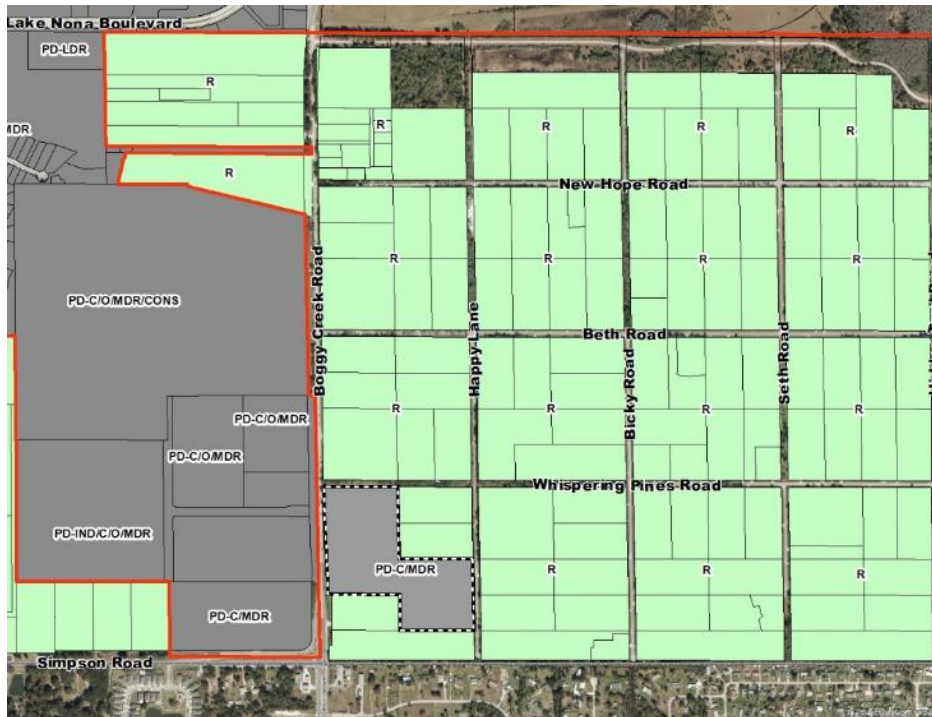 Lake Nona Boulevard
PD-LDR
R
R
R
R
R
MDR
R
New Hope Road
R
R
R
R
PD-C/O/MDR/CONS
Boggy Creek Road
Happy Lane
Beth Road
Bicky Road
Seth Road
PD-C/O/MDR
R
R
R
R
PD-C/O/MDR
Whispering Pines Road
PD-IND/C/O/MDR
PD-C/MDR
R
R
R
PD-C/MDR
Simpson Road